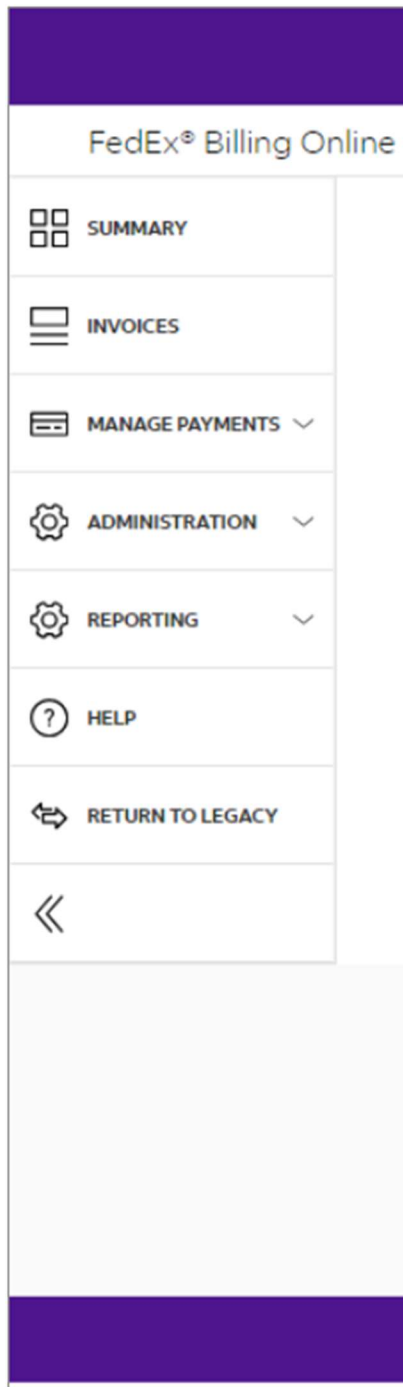 FedEx® Billing Online
SUMMARY
INVOICES
MANAGE PAYMENTS
ADMINISTRATION
REPORTING
HELP
RETURN TO LEGACY